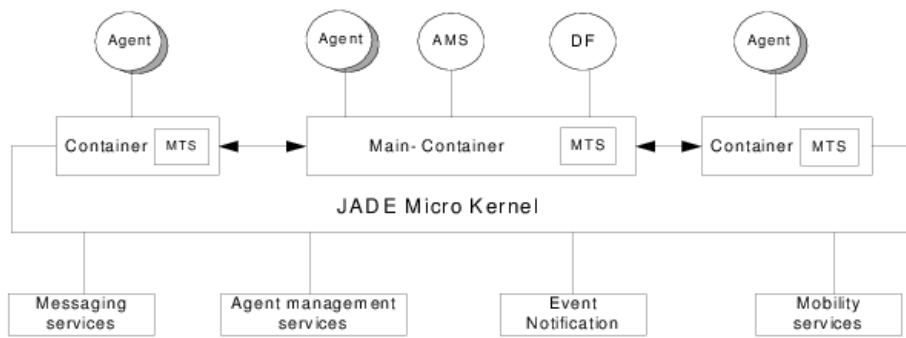 Agent
Agent
AMS
DF
Agent
Container
MTS
Main- Container
MTS
Container
MTS
JADE Micro Kernel
Messaging
services
Agent management
services
Event
Notification
Mobility
services